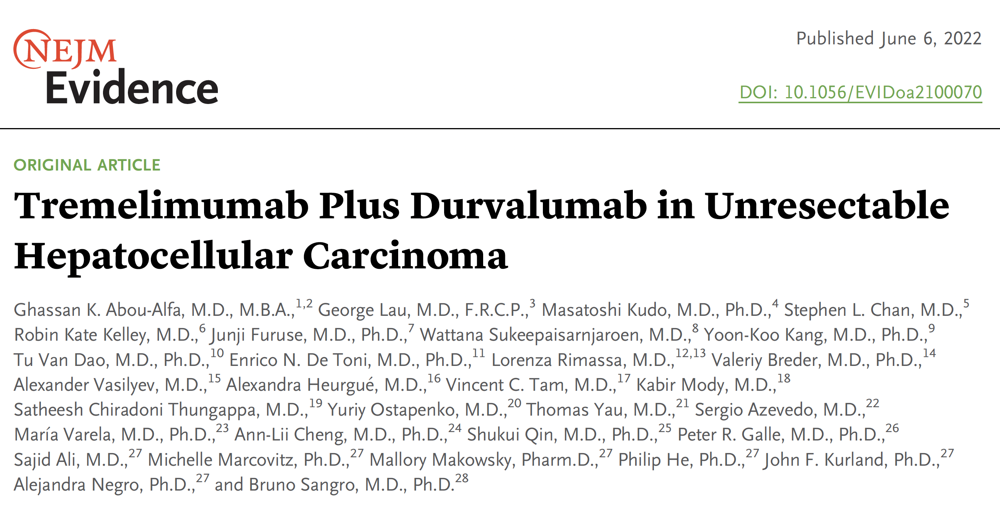 NEJM
Evidence
Published June 6, 2022
DOI: 10.1056/EVIDoa2100070
ORIGINAL ARTICLE
Tremelimumab Plus Durvalumab in Unresectable
Hepatocellular Carcinoma
Ghassan K. Abou-Alfa, M.D., M.B.A.,1,2 George Lau, M.D., F.R.C.P.,3 Masatoshi Kudo, M.D., Ph.D.,4 Stephen L. Chan, M.D.,5
Robin Kate Kelley, M.D.,6 Junji Furuse, M.D., Ph.D.,7 Wattana Sukeepaisarnjaroen, M.D.,8 Yoon-Koo Kang, M.D., Ph.D.,9
Tu Van Dao, M.D., Ph.D.,10 Enrico N. De Toni, M.D., Ph.D.,11 Lorenza Rimassa, M.D.,12,13 Valeriy Breder, M.D., Ph.D.,14
Alexander Vasilyev, M.D.,15 Alexandra Heurgué, M.D.,16 Vincent C. Tam, M.D.,17 Kabir Mody, M.D.,18
Satheesh Chiradoni Thungappa, M.D.,19 Yuriy Ostapenko, M.D.,20 Thomas Yau, M.D.,21 Sergio Azevedo, M.D.,22
María Varela, M.D., Ph.D.,23 Ann-Lii Cheng, M.D., Ph.D.,24 Shukui Qin, M.D., Ph.D.,25 Peter R. Galle, M.D., Ph.D.,26
Sajid Ali, M.D.,27 Michelle Marcovitz, Ph.D.,27 Mallory Makowsky, Pharm.D.,27 Philip He, Ph.D.,27 John F. Kurland, Ph.D.,27
Alejandra Negro, Ph.D.,27 and Bruno Sangro, M.D., Ph.D.28